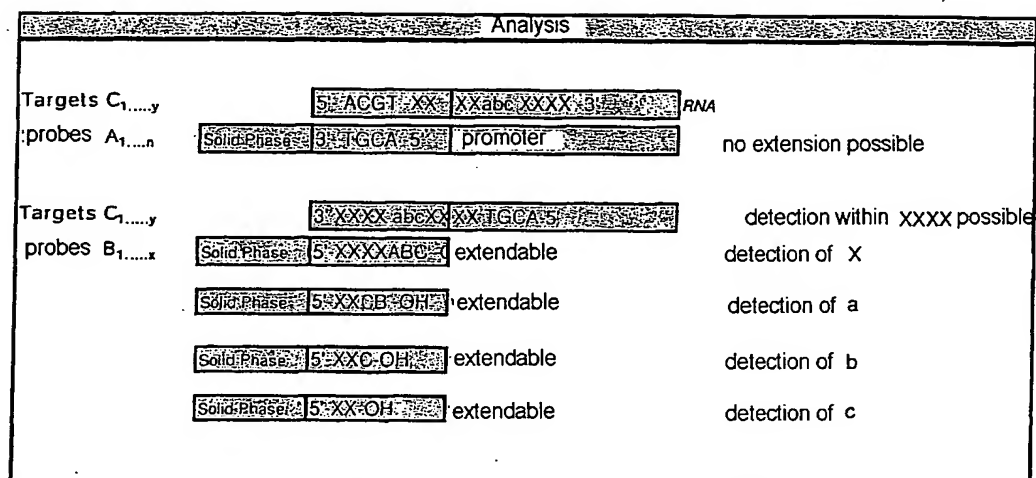 Analysis
Targets C1.....y 5' ACGT XX XXabc XXXX 3' RNA
probes A1....n Solid Phase 3' TGCA 5' promoter no extension possible
Targets C1.....y 3' XXXX abcXX XX TGCA 5' detection within XXXX possible
probes B1.....x Solid Phase 5' XXXXABC extendable detection of X
Solid Phase 5' XXCB OH extendable detection of a
Solid Phase 5'-XXC-OH extendable detection of b
Solid Phase 5' XX-OH extendable detection of c